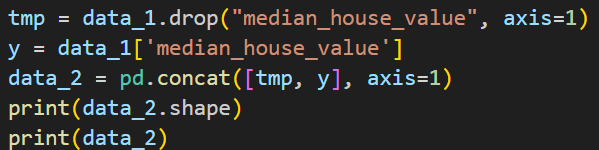 tmp = data_1.drop("median_house_value", axis=1)
y = data_1['median_house_value']
data_2 = pd.concat([tmp, y], axis=1)
print(data_2.shape)
print(data_2)